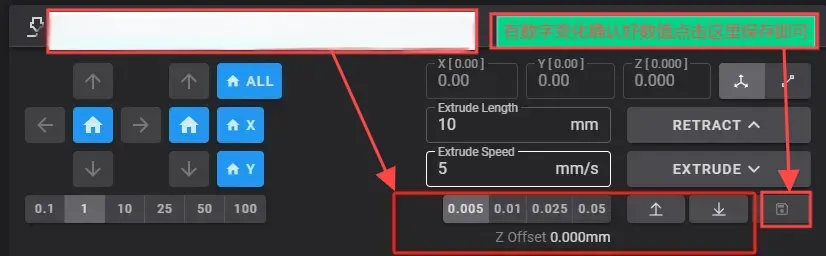 有数字变化确认好数值点击这里保存即可
X [ 0.00 ] Y [ 0.00 ] Z [ 0.000 ]
0.00 0.00 0.000
ALL
Extrude Length
10 mm
RETRACT
X
Extrude Speed
5 mm/s
EXTRUDE
Y
0.1 1 10 25 50 100
0.005 0.01 0.025 0.05
Z Offset 0.000mm